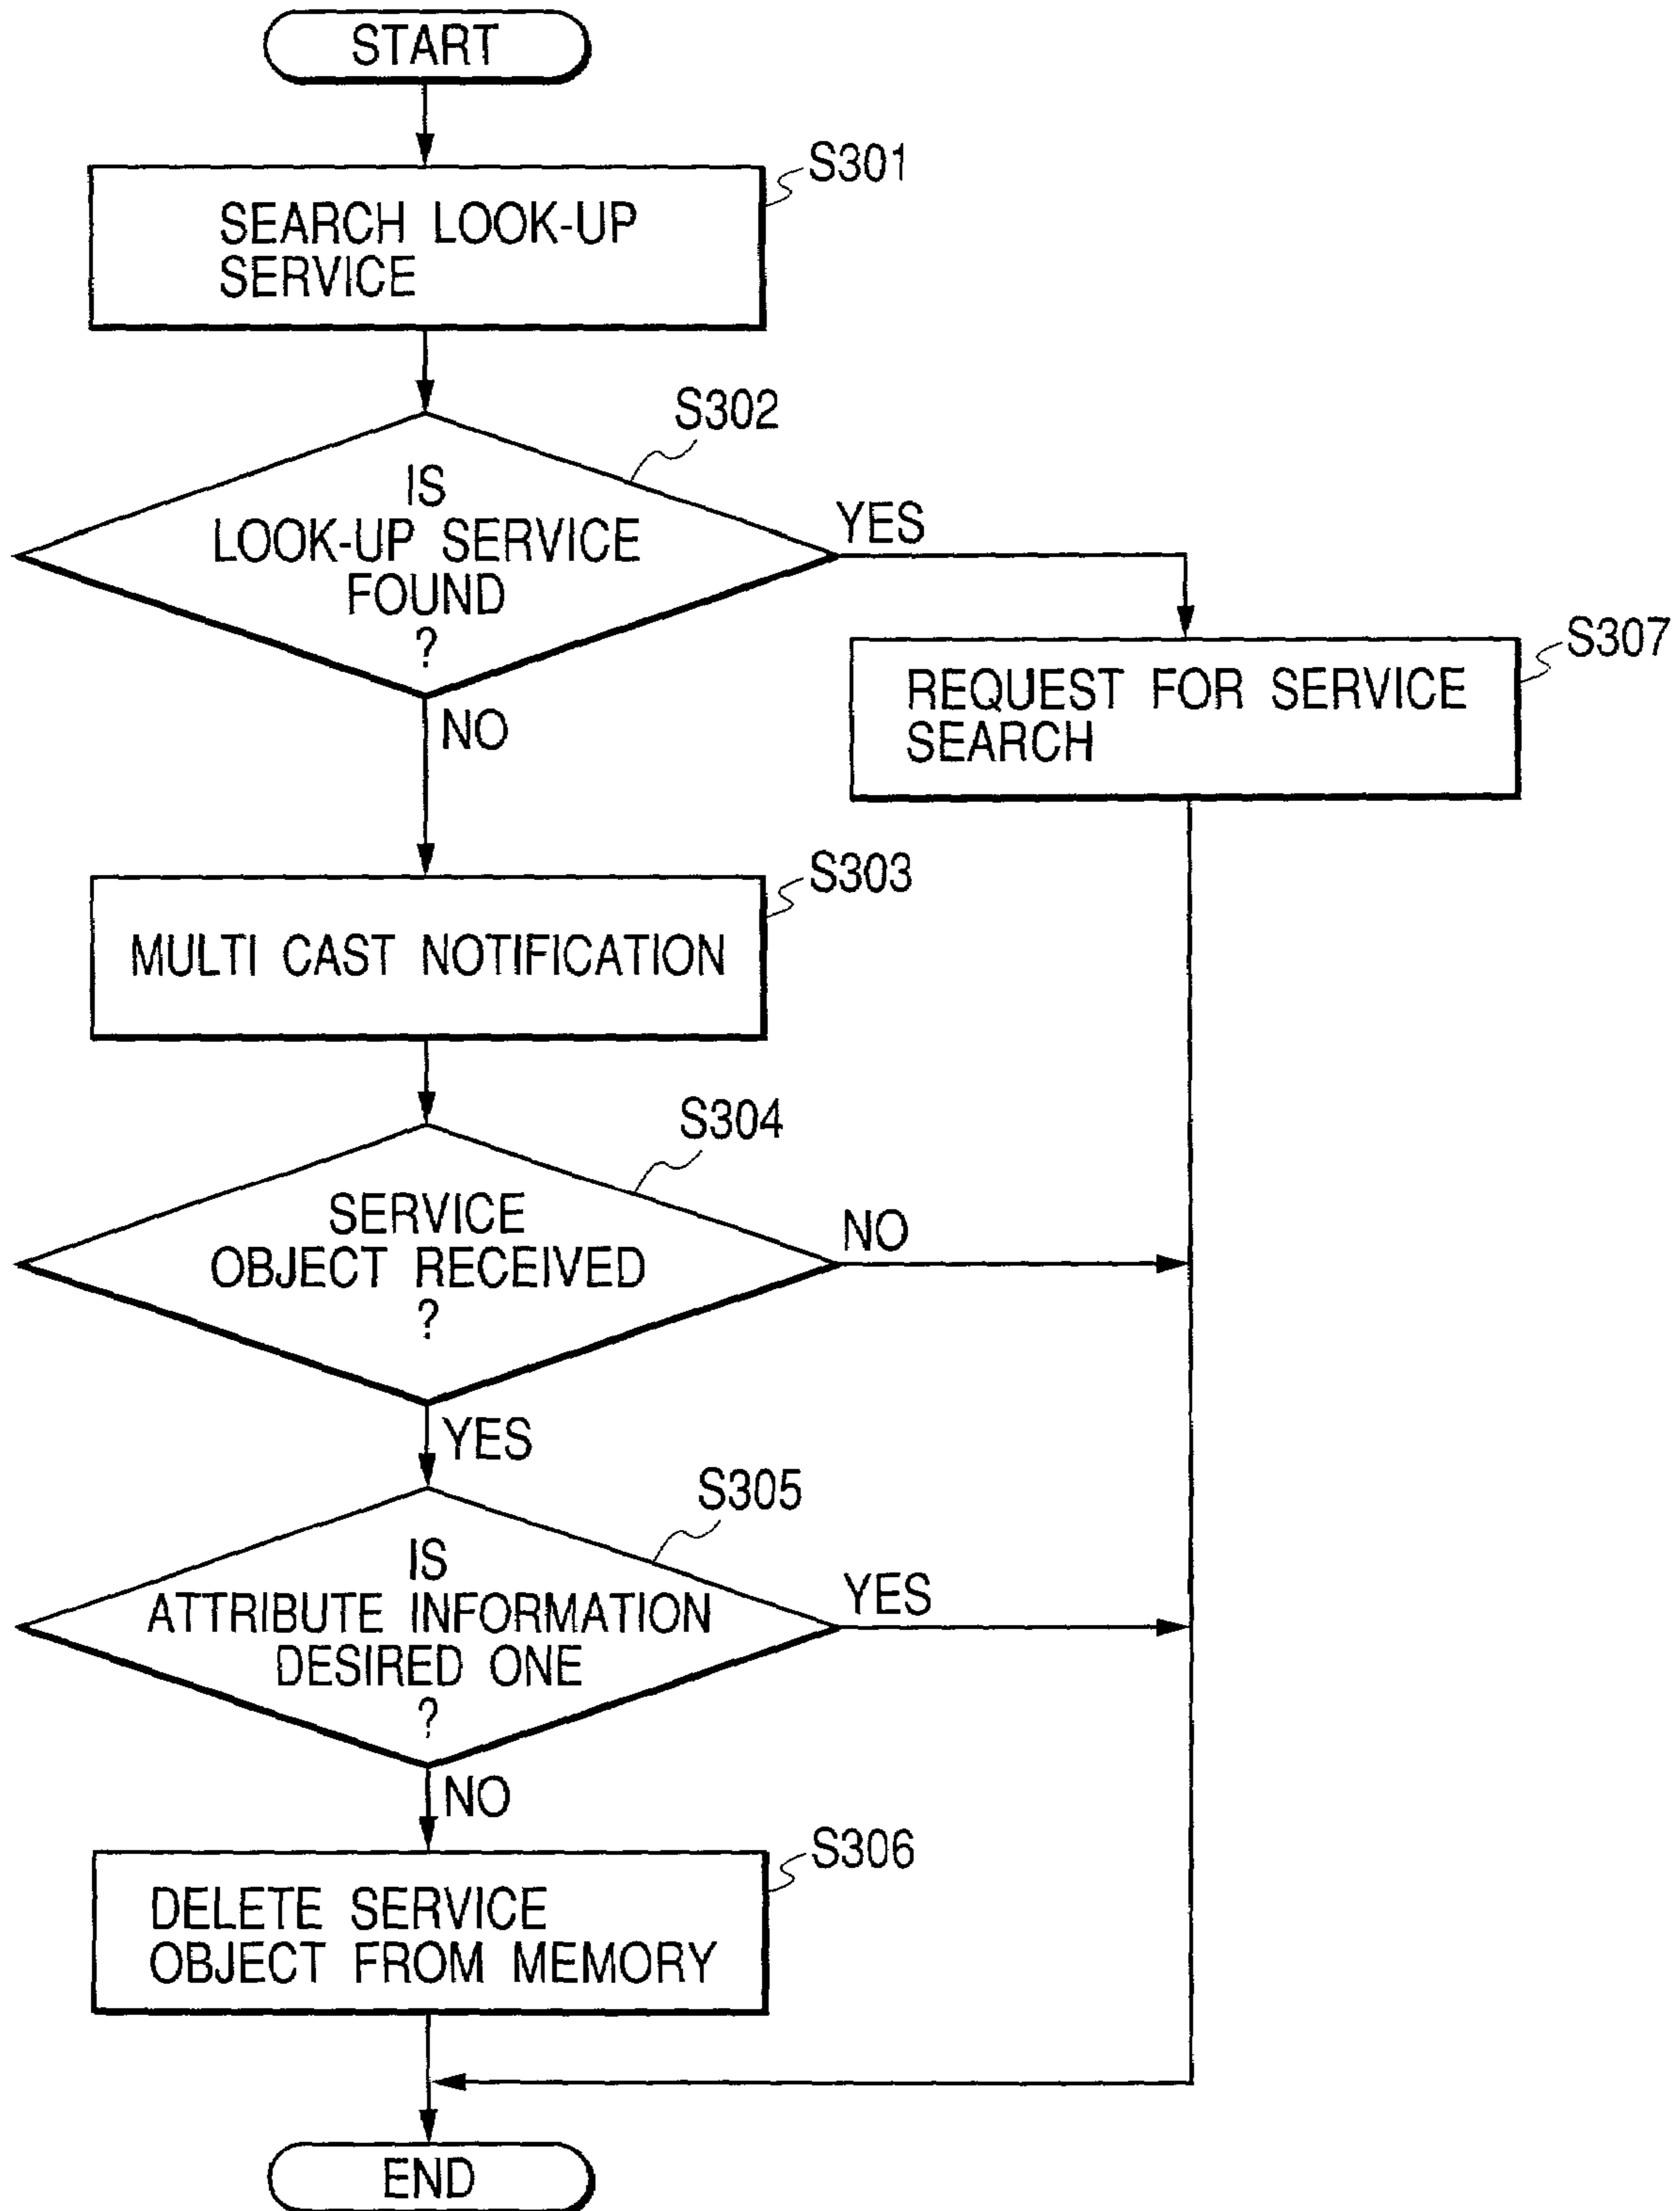 START
S301
SEARCH LOOK-UP
SERVICE
S302
IS
LOOK-UP SERVICE
FOUND
?
YES
NO
S307
REQUEST FOR SERVICE
SEARCH
S303
MULTI CAST NOTIFICATION
S304
SERVICE
OBJECT RECEIVED
?
NO
YES
S305
IS
ATTRIBUTE INFORMATION
DESIRED ONE
?
YES
NO
S306
DELETE SERVICE
OBJECT FROM MEMORY
END